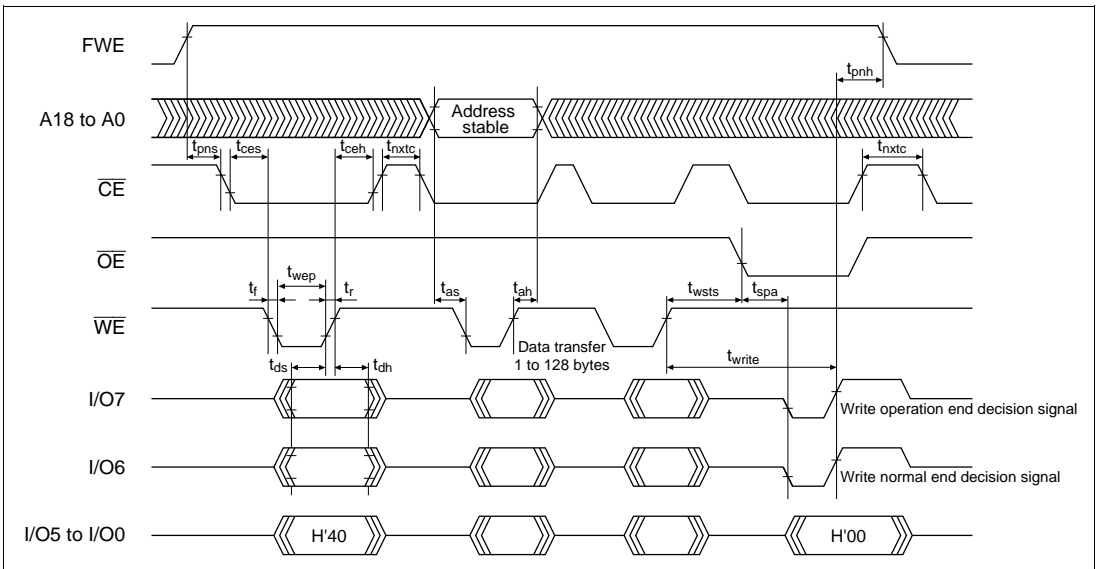 FWE
tpnh
A18 to A0
Address
stable
tpns
tces
tceh
tnxtc
tnxtc
CE
OE
tf
twep
tr
tas
tah
twsts
tspa
WE
Data transfer
1 to 128 bytes
twrite
tds
tdh
I/O7
Write operation end decision signal
I/O6
Write normal end decision signal
I/O5 to I/O0
H'40
H'00